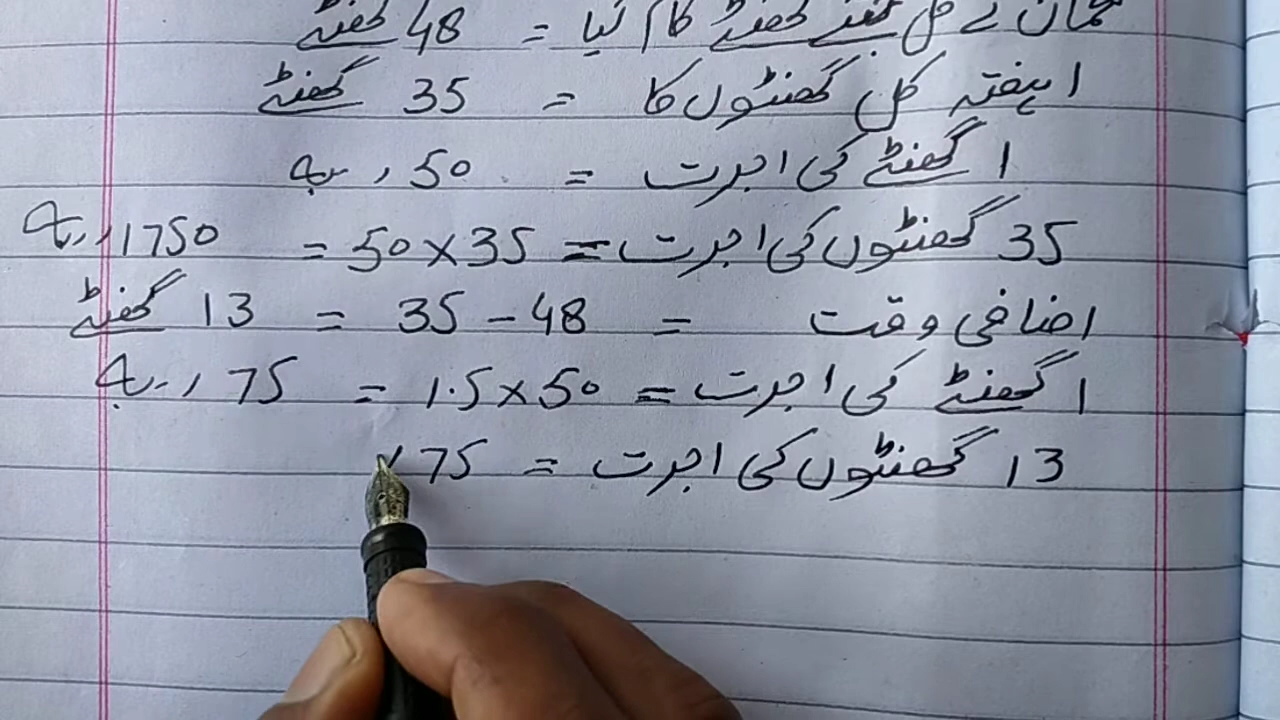 نے کل کتنے گھنٹے کام کیا = 48 گھنٹے
1 ہفتہ کل گھنٹوں کا = 35 گھنٹے
1 گھنٹے کی اجرت = 50 روپے
35 گھنٹوں کی اجرت = 35×50 = 1750 روپے
اضافی وقت = 48 - 35 = 13 گھنٹے
1 گھنٹے کی اجرت = 50×1.5 = 75 روپے
13 گھنٹوں کی اجرت = 75